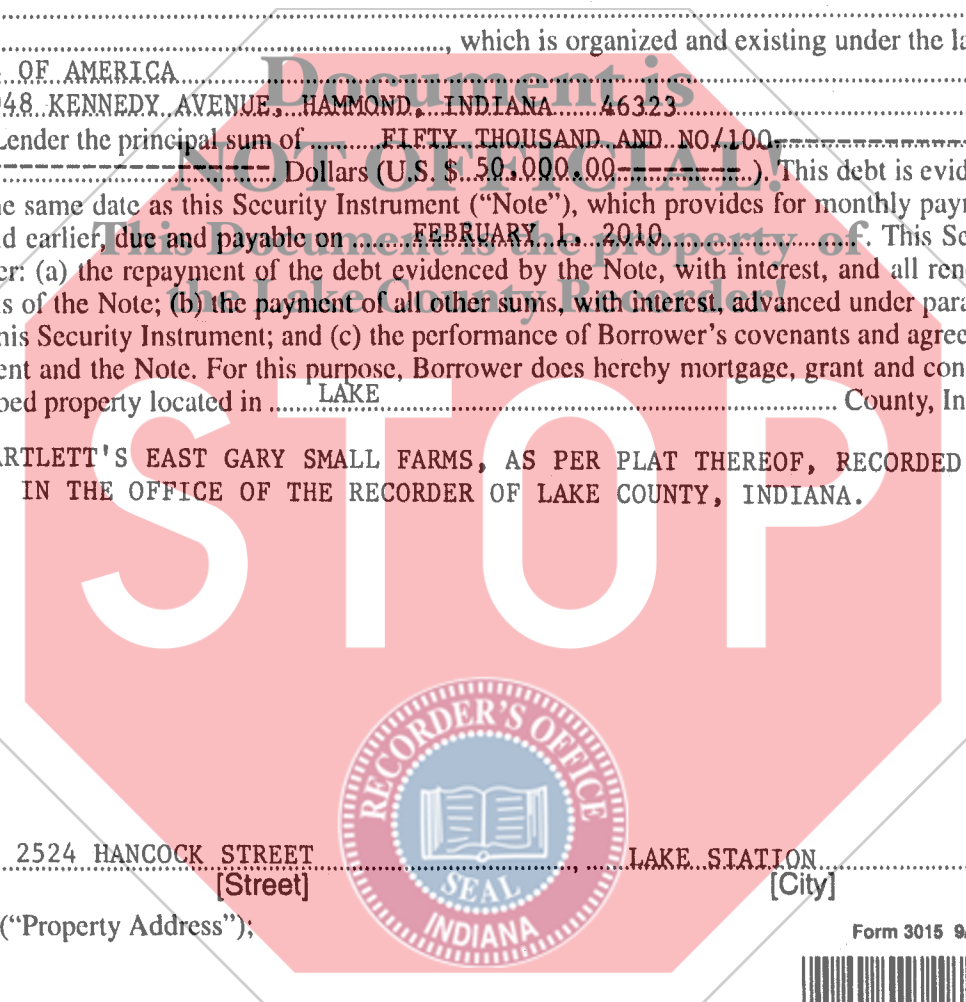 , which is organized and existing under the la
OF AMERICA
Document is
48 KENNEDY AVENUE, HAMMOND, INDIANA 46323
Lender the principal sum of FIFTY THOUSAND AND NO/100
NOT OFFICIAL!
Dollars (U.S. $ 50,000.00 ). This debt is evid
e same date as this Security Instrument ("Note"), which provides for monthly payr
d earlier, due and payable on FEBRUARY 1, 2010 . This Se
This Document is the property of
er: (a) the repayment of the debt evidenced by the Note, with interest, and all ren
s of the Note; (b) the payment of all other sums, with interest, advanced under para
the Lake County Recorder!
his Security Instrument; and (c) the performance of Borrower's covenants and agree
ent and the Note. For this purpose, Borrower does hereby mortgage, grant and con
bed property located in LAKE County, In
STOP
ARTLETT'S EAST GARY SMALL FARMS, AS PER PLAT THEREOF, RECORDED
IN THE OFFICE OF THE RECORDER OF LAKE COUNTY, INDIANA.
RECORDER'S OFFICE
SEAL
INDIANA
2524 HANCOCK STREET , LAKE STATION
[Street] [City]
("Property Address");
Form 3015 9/